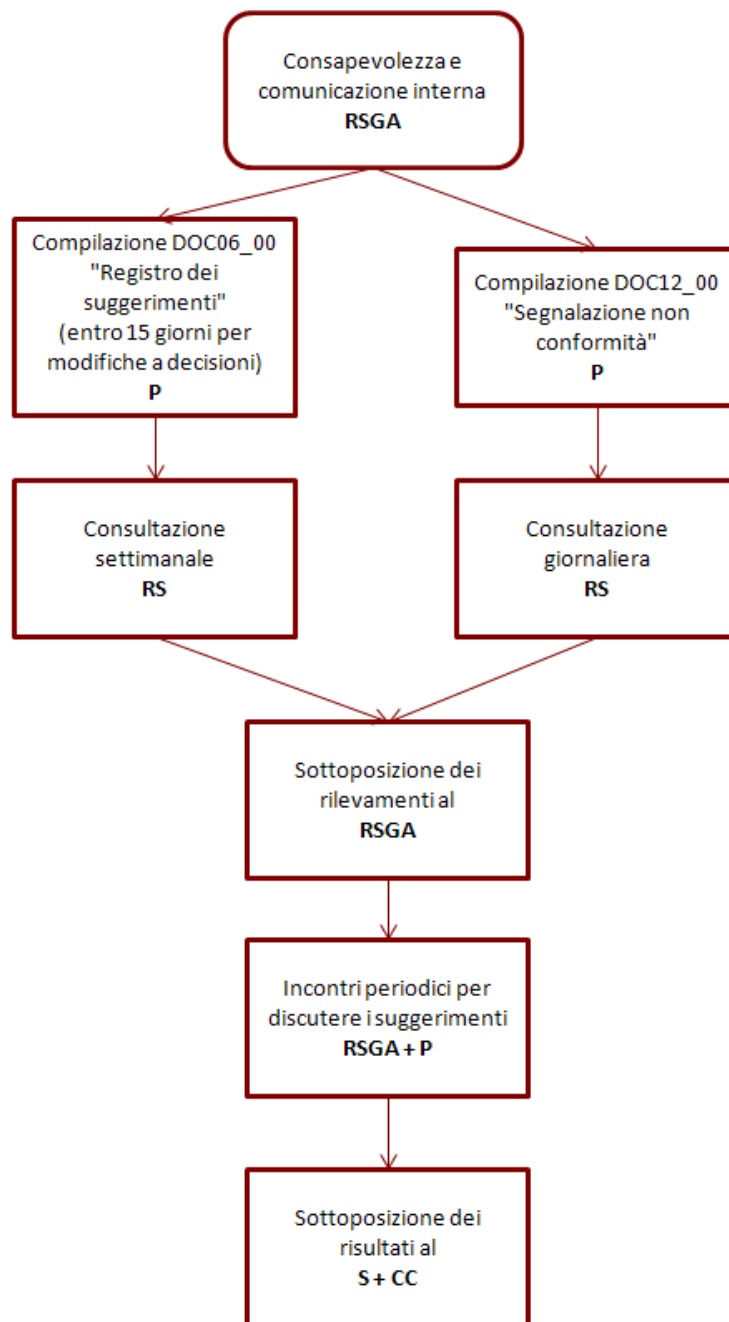 Consapevolezza e
comunicazione interna
RSGA
Compilazione DOC06_00
"Registro dei
suggerimenti"
(entro 15 giorni per
modifiche a decisioni)
P
Compilazione DOC12_00
"Segnalazione non
conformità"
P
Consultazione
settimanale
RS
Consultazione
giornaliera
RS
Sottoposizione dei
rilevamenti al
RSGA
Incontri periodici per
discutere i suggerimenti
RSGA + P
Sottoposizione dei
risultati al
S + CC